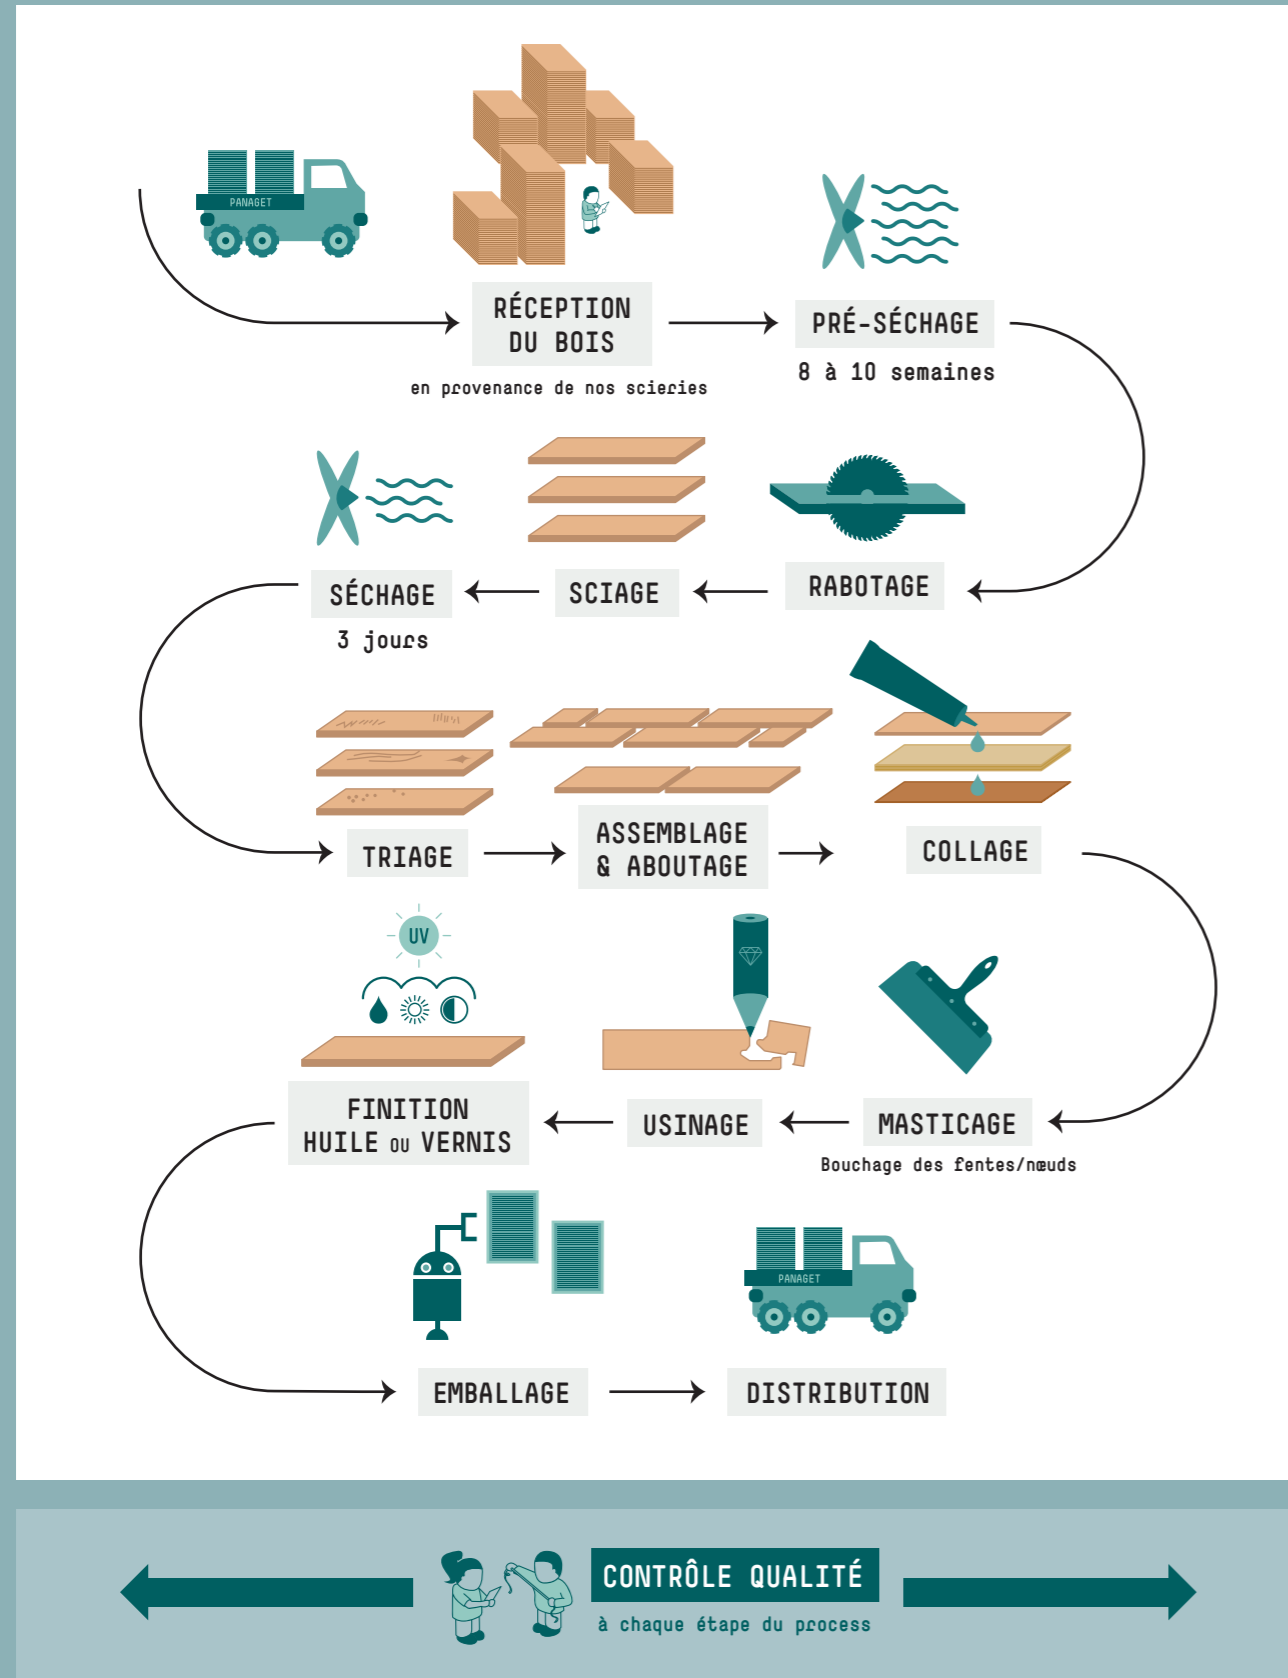 PANAGET
RÉCEPTION
DU BOIS
en provenance de nos scieries
PRÉ-SÉCHAGE
8 à 10 semaines
RABOTAGE
SCIAGE
SÉCHAGE
3 jours
TRIAGE
ASSEMBLAGE
& ABOUTAGE
COLLAGE
MASTICAGE
Bouchage des fentes/nœuds
USINAGE
UV
FINITION
HUILE OU VERNIS
EMBALLAGE
PANAGET
DISTRIBUTION
CONTRÔLE QUALITÉ
à chaque étape du process